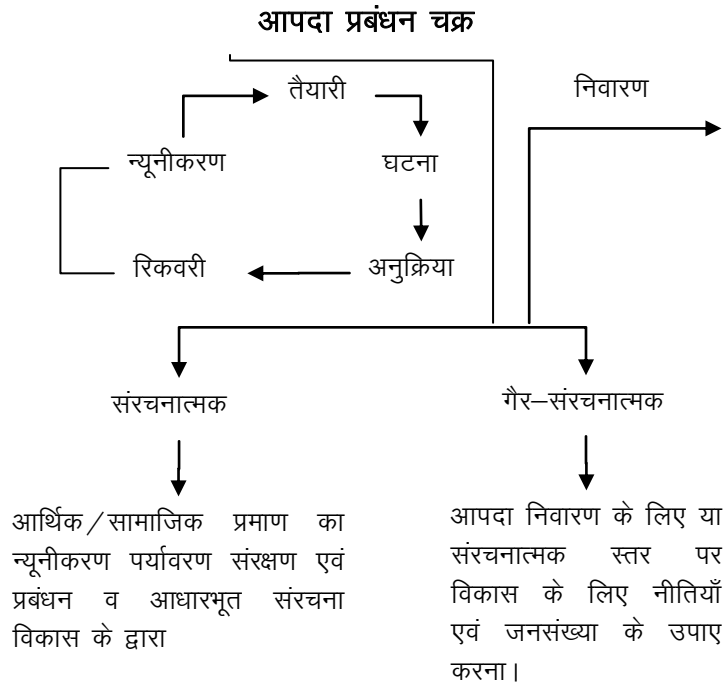 आपदा प्रबंधन चक्र
तैयारी
निवारण
न्यूनीकरण
घटना
रिकवरी
अनुक्रिया
संरचनात्मक
गैर–संरचनात्मक
आर्थिक/सामाजिक प्रमाण का
न्यूनीकरण पर्यावरण संरक्षण एवं
प्रबंधन व आधारभूत संरचना
विकास के द्वारा
आपदा निवारण के लिए या
संरचनात्मक स्तर पर
विकास के लिए नीतियाँ
एवं जनसंख्या के उपाए
करना।